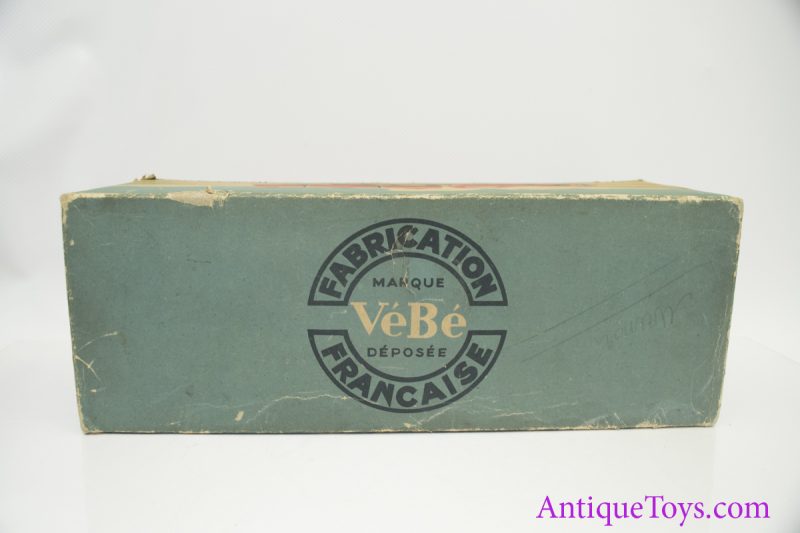 FABRICATION
MARQUE
VéBé
DÉPOSÉE
FRANCAISE
AntiqueToys.com